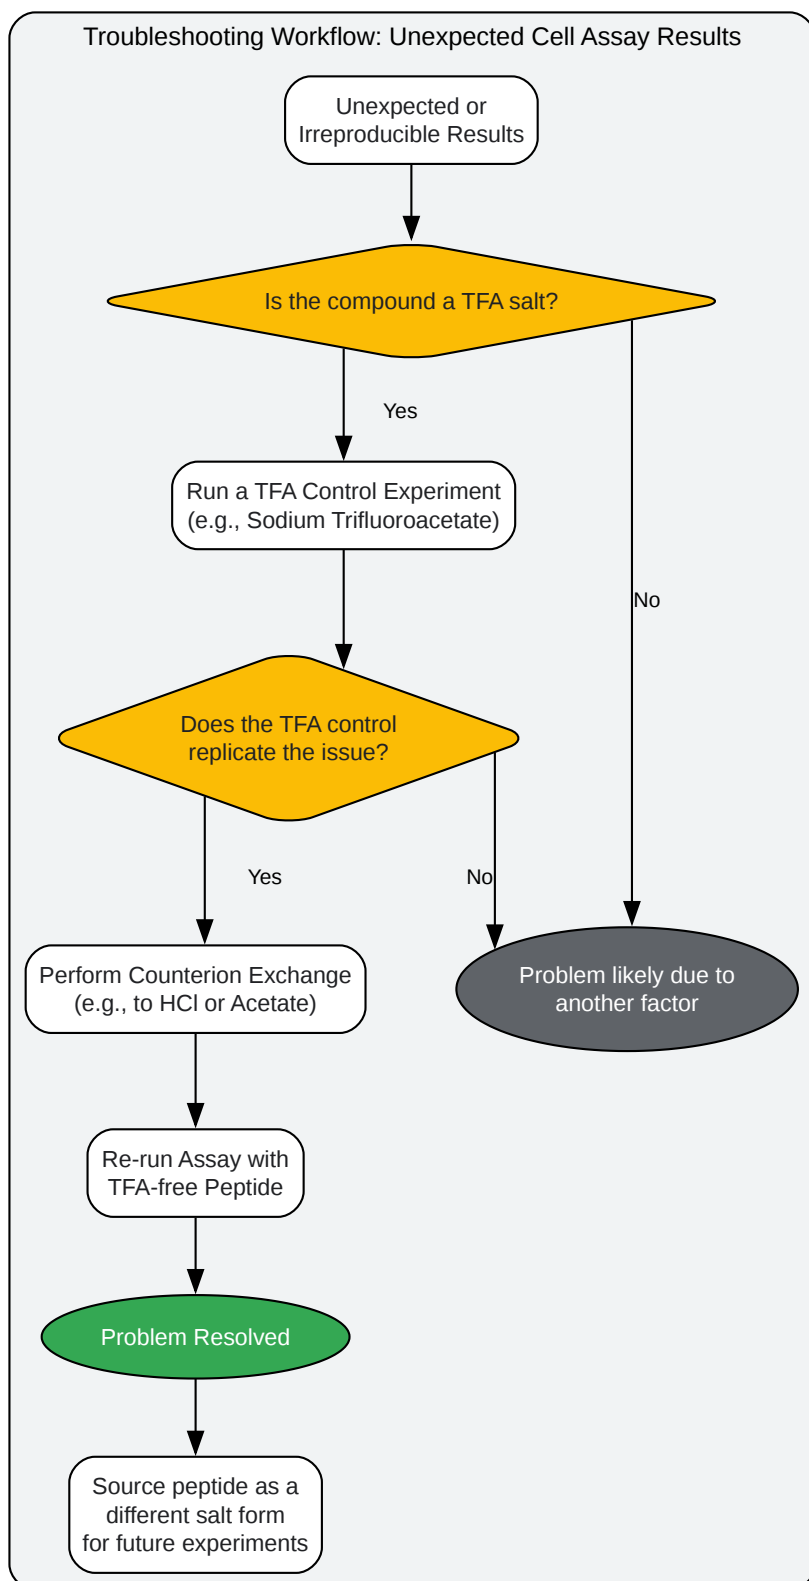 Troubleshooting Workflow: Unexpected Cell Assay Results
Unexpected or
Irreproducible Results
Is the compound a TFA salt?
Yes
Run a TFA Control Experiment
(e.g., Sodium Trifluoroacetate)
No
Does the TFA control
replicate the issue?
Yes
No
Perform Counterion Exchange
(e.g., to HCl or Acetate)
Problem likely due to
another factor
Re-run Assay with
TFA-free Peptide
Problem Resolved
Source peptide as a
different salt form
for future experiments